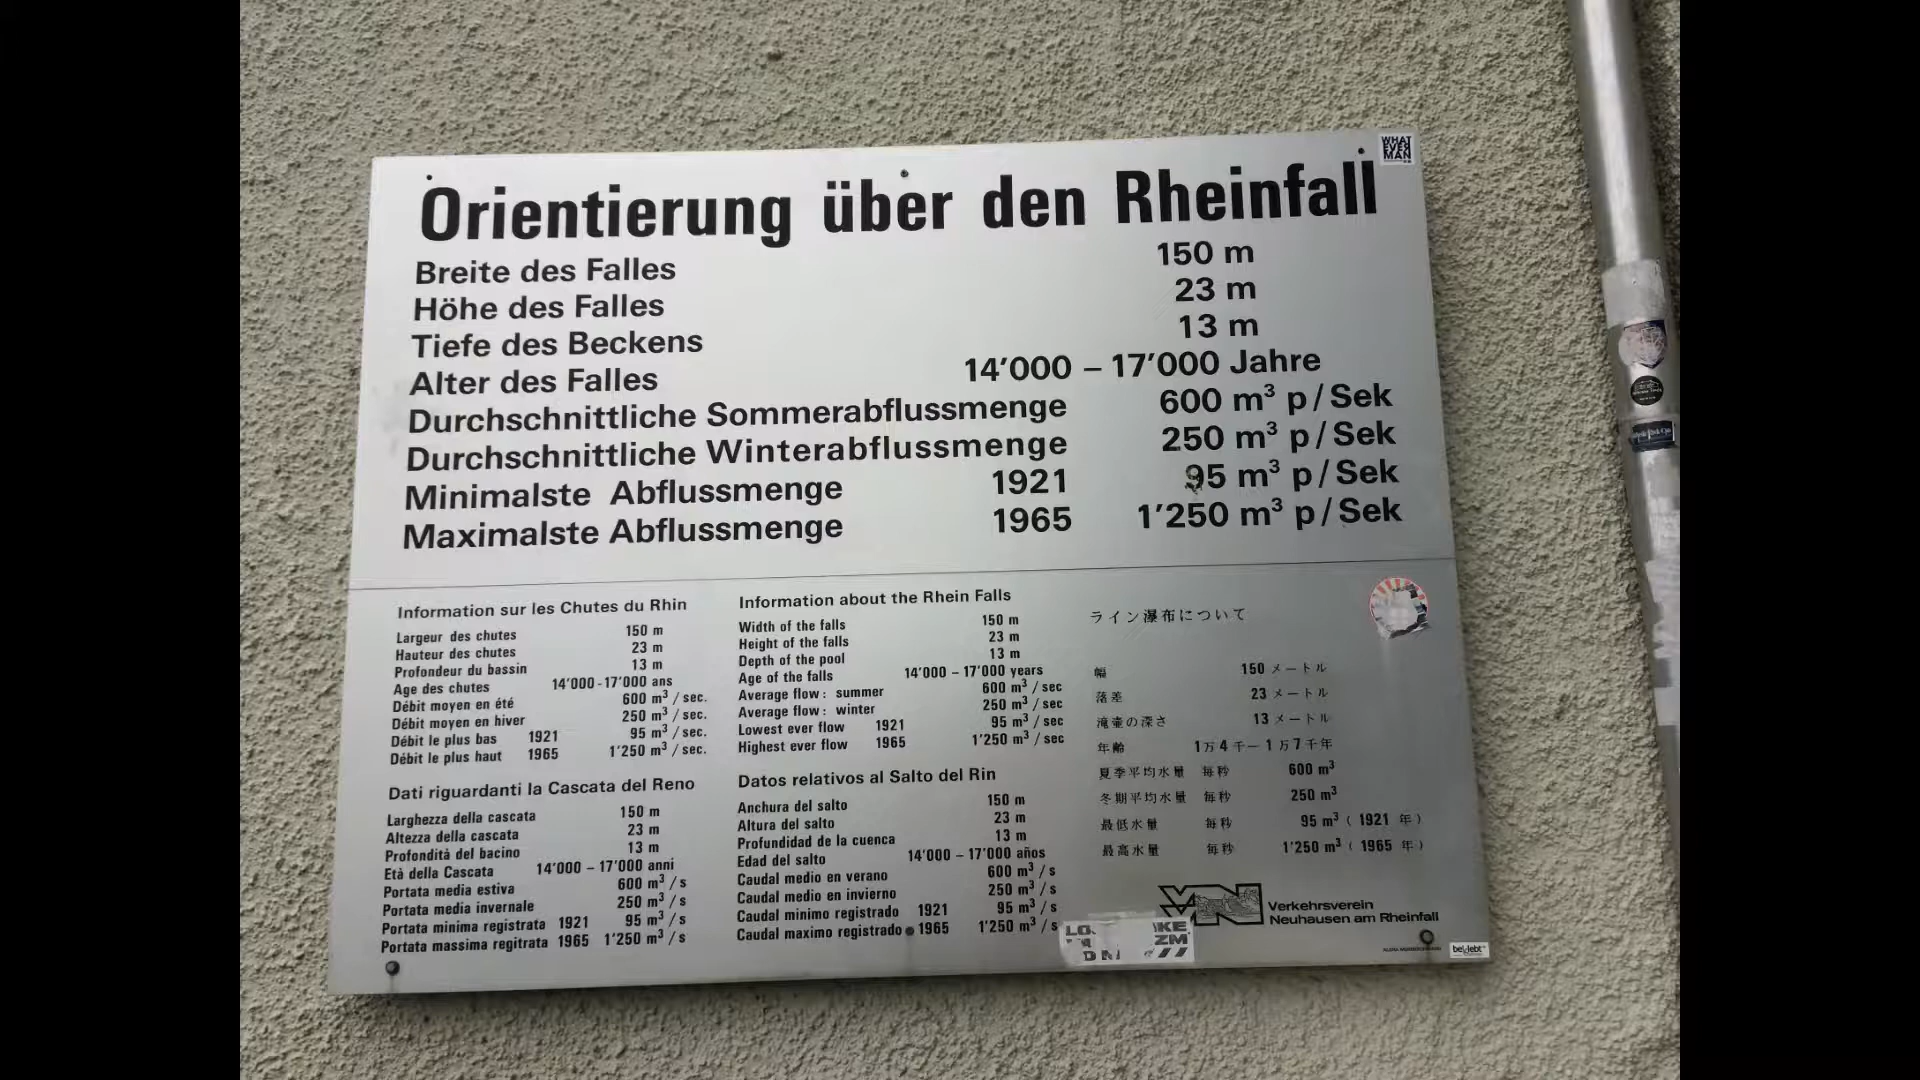 WHAT
EVER
MAN
Orientierung über den Rheinfall
Breite des Falles 150 m
Höhe des Falles 23 m
Tiefe des Beckens 13 m
Alter des Falles 14'000 – 17'000 Jahre
Durchschnittliche Sommerabflussmenge 600 m³ p/Sek
Durchschnittliche Winterabflussmenge 250 m³ p/Sek
Minimalste Abflussmenge 1921 95 m³ p/Sek
Maximalste Abflussmenge 1965 1'250 m³ p/Sek
Information sur les Chutes du Rhin
Largeur des chutes 150 m
Hauteur des chutes 23 m
Profondeur du bassin 13 m
Age des chutes 14'000-17'000 ans
Débit moyen en été 600 m³/sec.
Débit moyen en hiver 250 m³/sec.
Débit le plus bas 1921 95 m³/sec.
Débit le plus haut 1965 1'250 m³/sec.
Information about the Rhein Falls
Width of the falls 150 m
Height of the falls 23 m
Depth of the pool 13 m
Age of the falls 14'000 – 17'000 years
Average flow: summer 600 m³/sec
Average flow: winter 250 m³/sec
Lowest ever flow 1921 95 m³/sec
Highest ever flow 1965 1'250 m³/sec
ライン瀑布について
幅 150 メートル
落差 23 メートル
滝壷の深さ 13 メートル
年齢 1万4千一1万7千年
夏季平均水量 毎秒 600 m³
冬期平均水量 毎秒 250 m³
最低水量 毎秒 95 m³ (1921 年)
最高水量 毎秒 1'250 m³ (1965 年)
Dati riguardanti la Cascata del Reno
Larghezza della cascata 150 m
Altezza della cascata 23 m
Profondità del bacino 13 m
Età della Cascata 14'000 – 17'000 anni
Portata media estiva 600 m³/s
Portata media invernale 250 m³/s
Portata minima registrata 1921 95 m³/s
Portata massima regitrata 1965 1'250 m³/s
Datos relativos al Salto del Rin
Anchura del salto 150 m
Altura del salto 23 m
Profundidad de la cuenca 13 m
Edad del salto 14'000 – 17'000 años
Caudal medio en verano 600 m³/s
Caudal medio en invierno 250 m³/s
Caudal minimo registrado 1921 95 m³/s
Caudal maximo registrado 1965 1'250 m³/s
Verkehrsverein
Neuhausen am Rheinfall